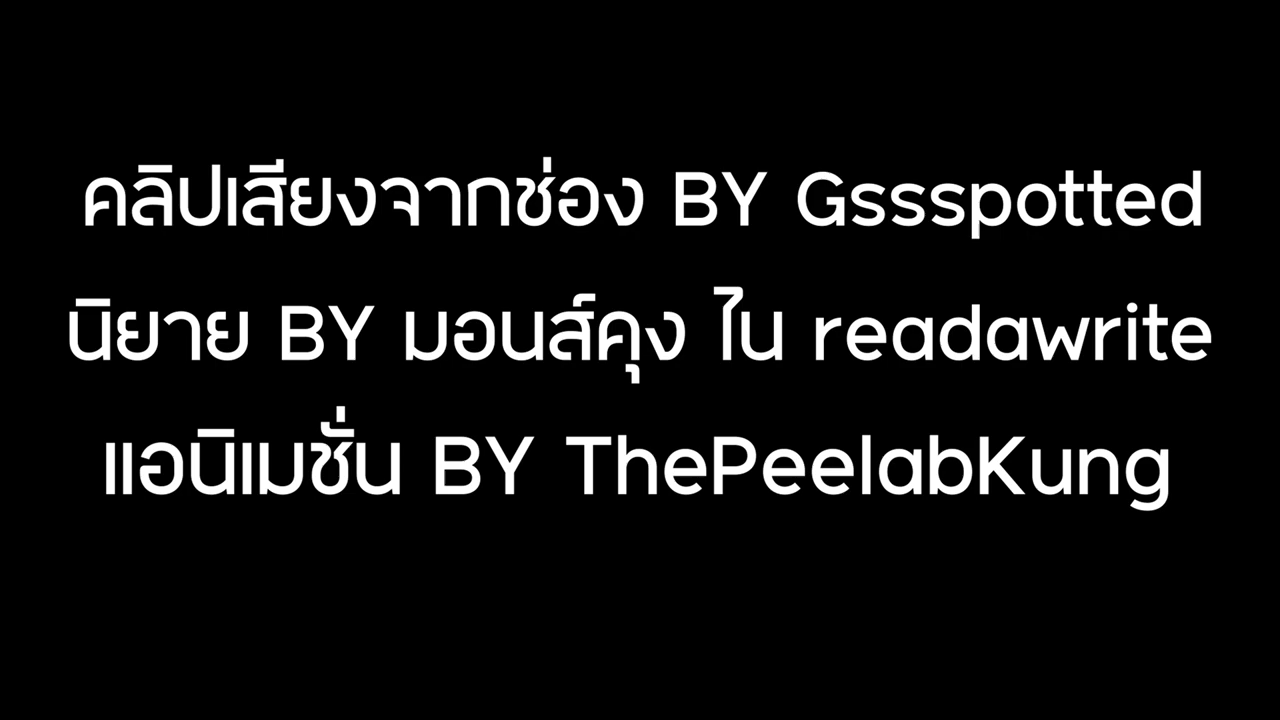 คลิปเสียงจากช่อง BY Gssspotted
นิยาย BY มอนส์คุง ใน readawrite
แอนิเมชั่น BY ThePeelabKung